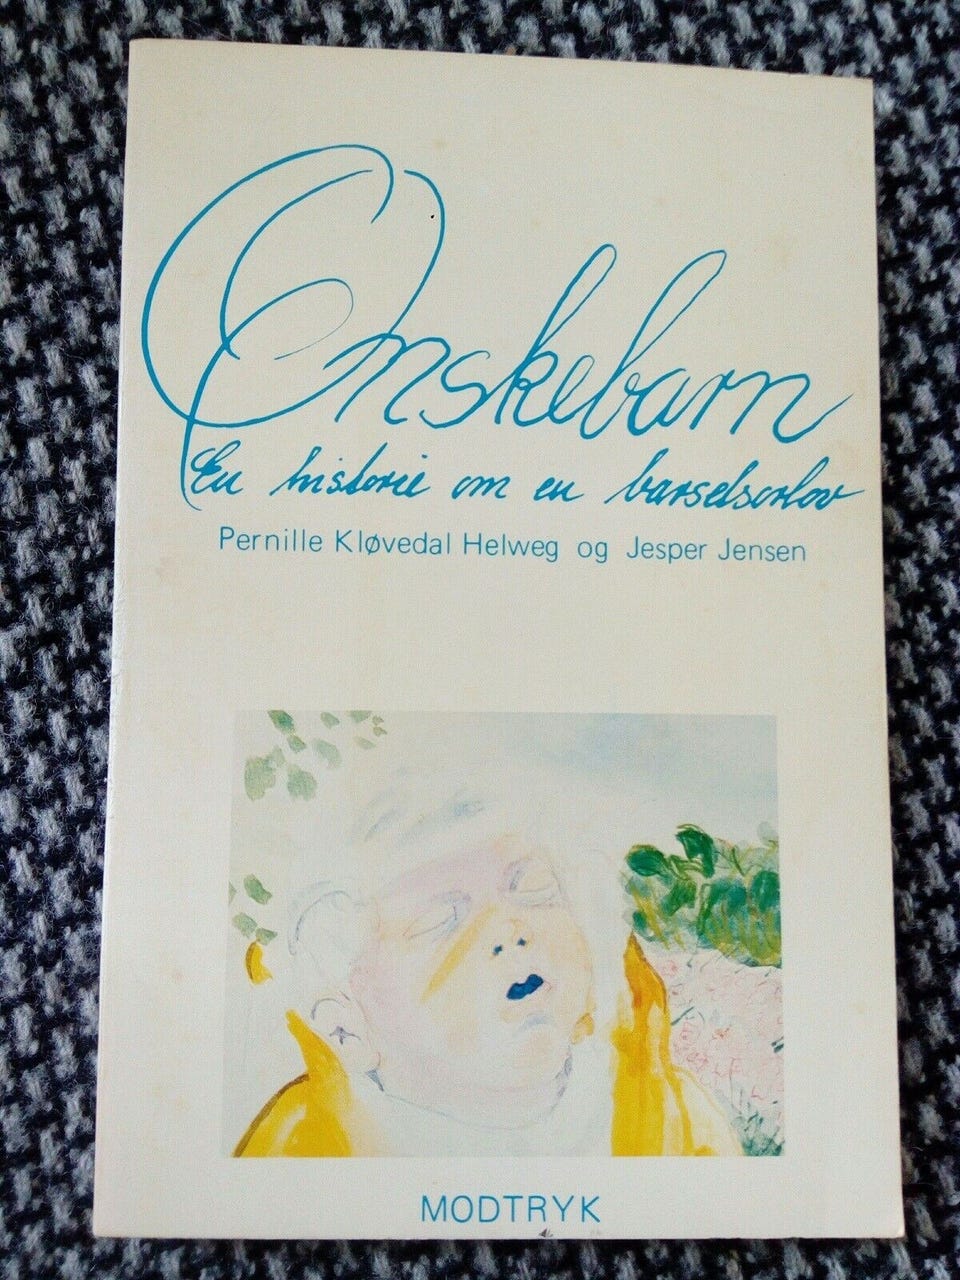 Ønskebarn
En historie om en barselsorlov
Pernille Kløvedal Helweg og Jesper Jensen
MODTRYK